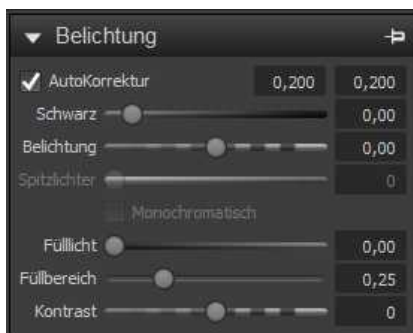 Belichtung
AutoKorrektur 0,200 0,200
Schwarz 0,00
Belichtung 0,00
Spitzlichter 0
Monochromatisch
Fülllicht 0,00
Füllbereich 0,25
Kontrast 0